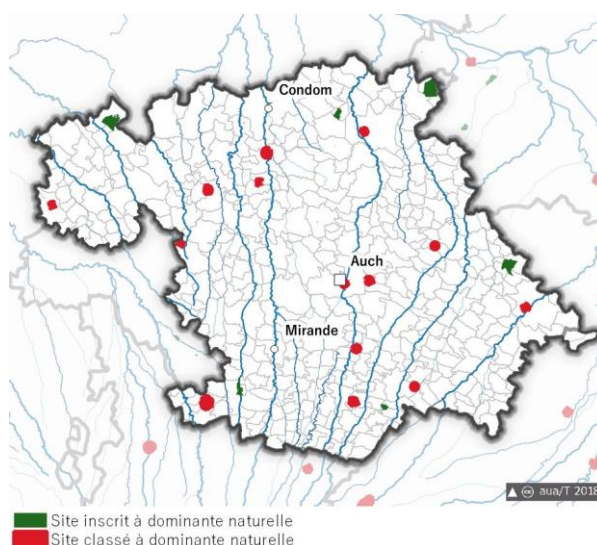 Condom
Auch
Mirande
aua/T 2018
Site inscrit à dominante naturelle
Site classé à dominante naturelle